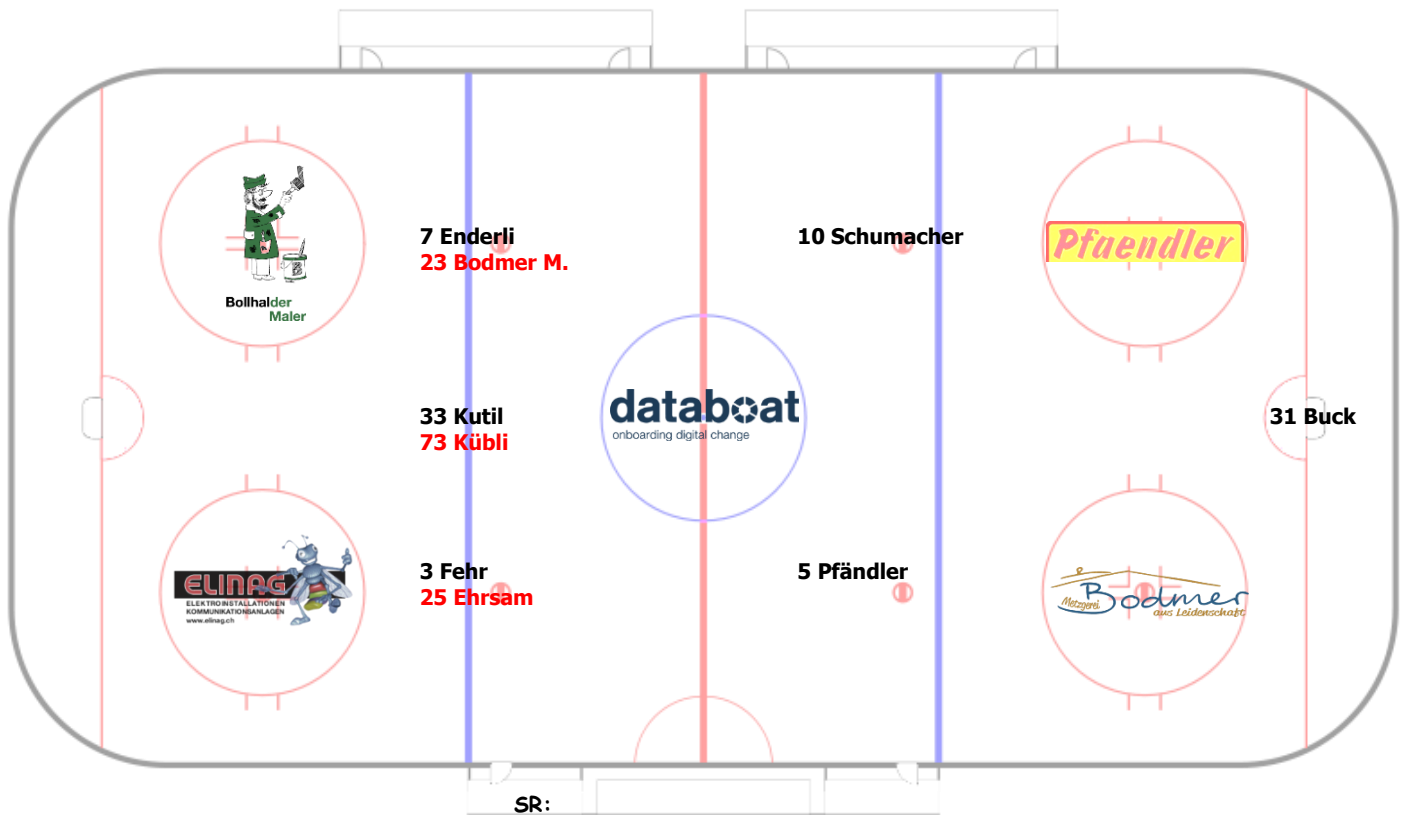 7 Enderli
23 Bodmer M.
10 Schumacher
Pfaendler
Bollhalder
Maler
33 Kutil
73 Kübli
databoat
onboarding digital change
31 Buck
3 Fehr
25 Ehrsam
5 Pfändler
ELINAG
ELEKTROINSTALLATIONEN
KOMMUNIKATIONSANLAGEN
www.elinag.ch
Metzgerei Bodmer
aus Leidenschaft
SR: